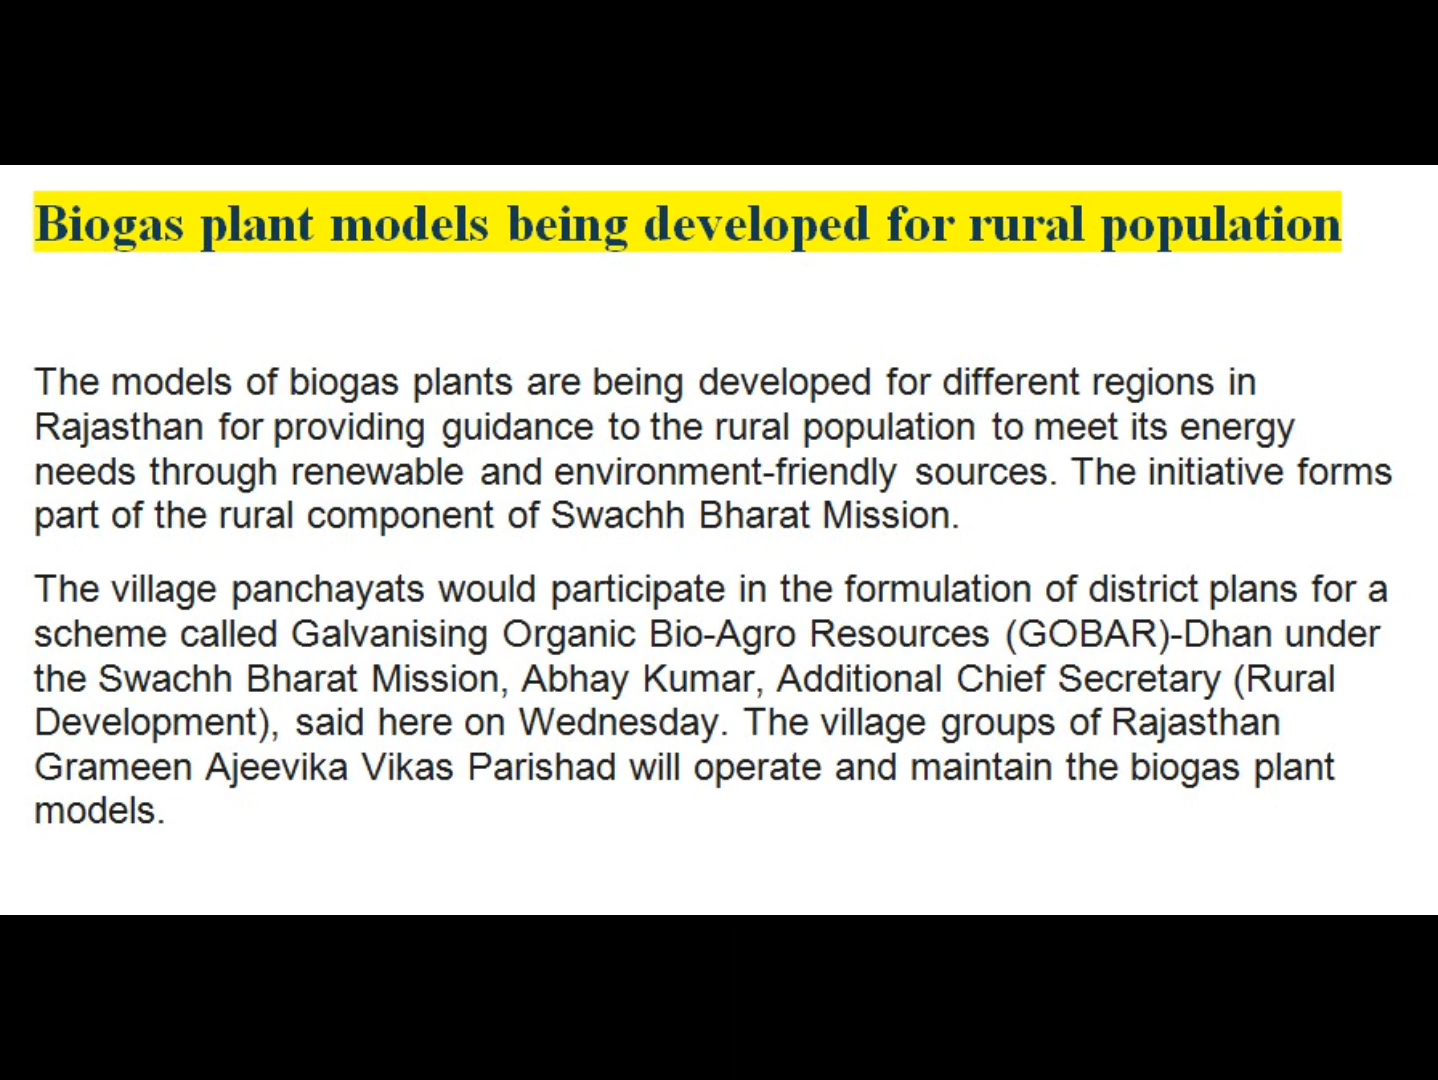 Biogas plant models being developed for rural population
The models of biogas plants are being developed for different regions in
Rajasthan for providing guidance to the rural population to meet its energy
needs through renewable and environment-friendly sources. The initiative forms
part of the rural component of Swachh Bharat Mission.
The village panchayats would participate in the formulation of district plans for a
scheme called Galvanising Organic Bio-Agro Resources (GOBAR)-Dhan under
the Swachh Bharat Mission, Abhay Kumar, Additional Chief Secretary (Rural
Development), said here on Wednesday. The village groups of Rajasthan
Grameen Ajeevika Vikas Parishad will operate and maintain the biogas plant
models.